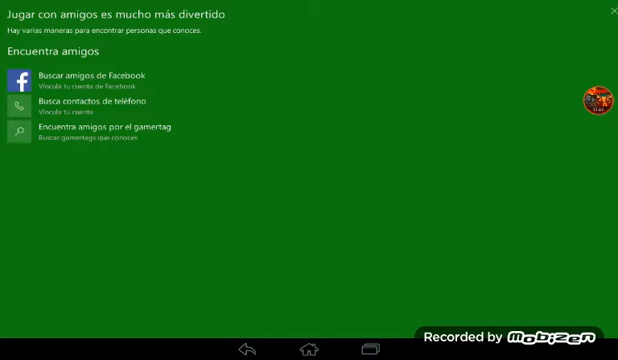 Jugar con amigos es mucho más divertido
Hay varias maneras para encontrar personas que conoces.
Encuentra amigos
Buscar amigos de Facebook
Vincula tu cuenta de Facebook
Busca contactos de teléfono
Vincula tu cuenta
Encuentra amigos por el gamertag
Buscar gamertags que conoces
Recorded by Mobizen